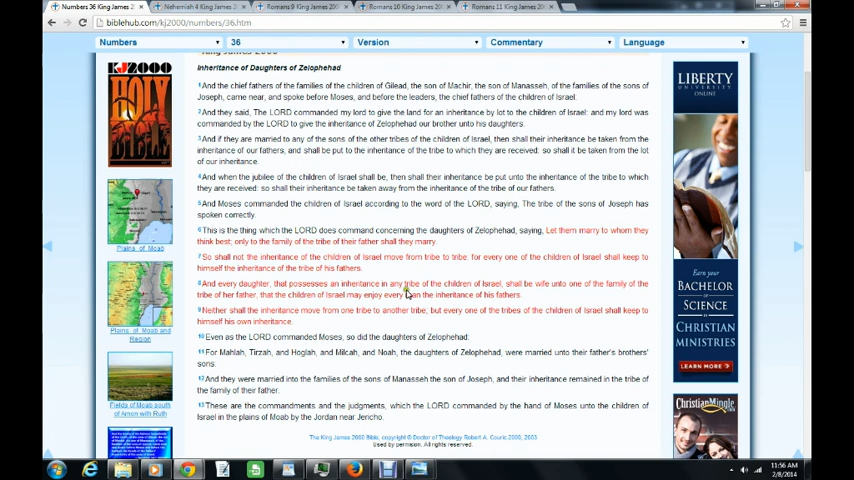 Numbers 36 King James 2
Nehemiah 4 King James 200
Romans 9 King James 2000
Romans 10 King James 2000
Romans 11 King James 2000
biblehub.com/kj2000/numbers/36.htm
Numbers 36 Version Commentary Language
King James 2000
Inheritance of Daughters of Zelophehad
1And the chief fathers of the families of the children of Gilead, the son of Machir, the son of Manasseh, of the families of the sons of
Joseph, came near, and spoke before Moses, and before the leaders, the chief fathers of the children of Israel.
2And they said, The LORD commanded my lord to give the land for an inheritance by lot to the children of Israel: and my lord was
commanded by the LORD to give the inheritance of Zelophehad our brother unto his daughters.
3And if they are married to any of the sons of the other tribes of the children of Israel, then shall their inheritance be taken from the
inheritance of our fathers, and shall be put to the inheritance of the tribe to which they are received: so shall it be taken from the lot
of our inheritance.
4And when the jubilee of the children of Israel shall be, then shall their inheritance be put unto the inheritance of the tribe to which
they are received: so shall their inheritance be taken away from the inheritance of the tribe of our fathers.
5And Moses commanded the children of Israel according to the word of the LORD, saying, The tribe of the sons of Joseph has
spoken correctly.
6This is the thing which the LORD does command concerning the daughters of Zelophehad, saying, Let them marry to whom they
think best; only to the family of the tribe of their father shall they marry.
7So shall not the inheritance of the children of Israel move from tribe to tribe: for every one of the children of Israel shall keep to
himself the inheritance of the tribe of his fathers.
8And every daughter, that possesses an inheritance in any tribe of the children of Israel, shall be wife unto one of the family of the
tribe of her father, that the children of Israel may enjoy every man the inheritance of his fathers.
9Neither shall the inheritance move from one tribe to another tribe; but every one of the tribes of the children of Israel shall keep to
himself his own inheritance.
10Even as the LORD commanded Moses, so did the daughters of Zelophehad:
11For Mahlah, Tirzah, and Hoglah, and Milcah, and Noah, the daughters of Zelophehad, were married unto their father's brothers'
sons:
12And they were married into the families of the sons of Manasseh the son of Joseph, and their inheritance remained in the tribe of
the family of their father.
13These are the commandments and the judgments, which the LORD commanded by the hand of Moses unto the children of
Israel in the plains of Moab by the Jordan near Jericho.
The King James 2000 Bible, copyright © Doctor of Theology Robert A. Couric 2000, 2003
Used by permission. All rights reserved.
KJ2000
HOLY
BIBLE
Plains of Moab
Plains of Moab and
Region
Fields of Moab south
of Arnon with Ruth
LIBERTY
UNIVERSITY
ONLINE
Earn your
BACHELOR
of
SCIENCE
in
CHRISTIAN
MINISTRIES
LEARN MORE
ChristianMingle
11:56 AM
2/8/2014